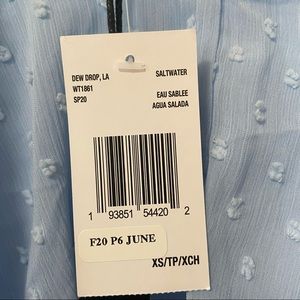 DEW DROP, LA
WT1861
SP20
SALTWATER
EAU SABLEE
AGUA SALADA
1 93851 54420 2
F20 P6 JUNE
XS/TP/XCH